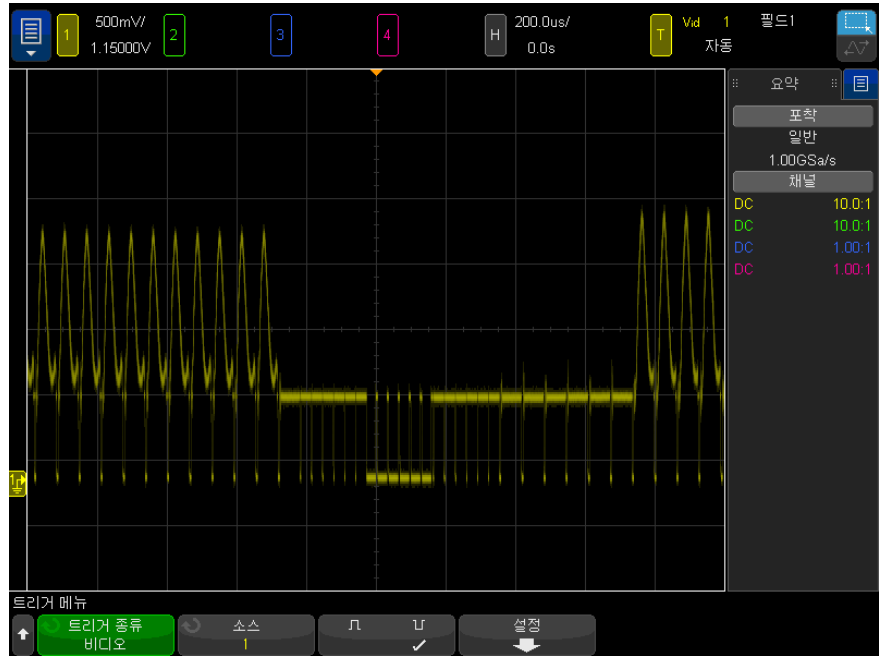 1
500mV/
1.15000V
2
3
4
H
200.0us/
0.0s
T
Vid 1 필드1
자동
요약
포착
일반
1.00GSa/s
채널
DC 10.0:1
DC 10.0:1
DC 1.00:1
DC 1.00:1
1
트리거 메뉴
트리거 종류
비디오
소스
1
설정